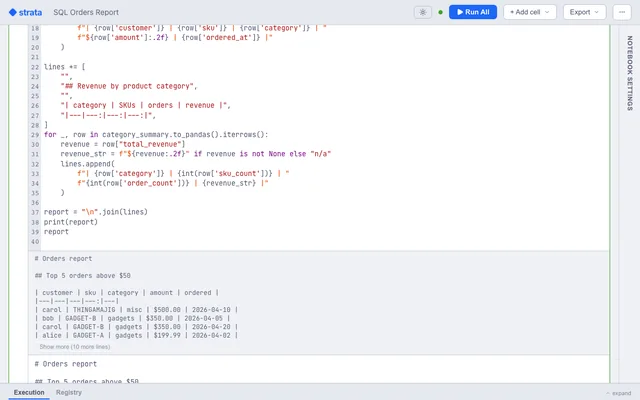 strata SQL Orders Report Run All + Add cell Export ...
18 f"| {row['customer']} | {row['sku']} | {row['category']} | "
19 f"${row['amount']:.2f} | {row['ordered_at']} |"
20 )
21
22 lines += [
23 "",
24 "## Revenue by product category",
25 "",
26 "| category | SKUs | orders | revenue |",
27 "|---|---:|---:|---:|",
28 ]
29 for _, row in category_summary.to_pandas().iterrows():
30 revenue = row["total_revenue"]
31 revenue_str = f"${revenue:.2f}" if revenue is not None else "n/a"
32 lines.append(
33 f"| {row['category']} | {int(row['sku_count'])} | "
34 f"{int(row['order_count'])} | {revenue_str} |"
35 )
36
37 report = "\n".join(lines)
38 print(report)
39 report
40
# Orders report
## Top 5 orders above $50
| customer | sku | category | amount | ordered |
|---|---|---|---:|---|
| carol | THINGAMAJIG | misc | $500.00 | 2026-04-10 |
| bob | GADGET-B | gadgets | $350.00 | 2026-04-05 |
| carol | GADGET-B | gadgets | $350.00 | 2026-04-20 |
| alice | GADGET-A | gadgets | $199.99 | 2026-04-02 |
Show more (10 more lines)
# Orders report
## Top 5 orders above $50
NOTEBOOK SETTINGS
Execution Registry expand